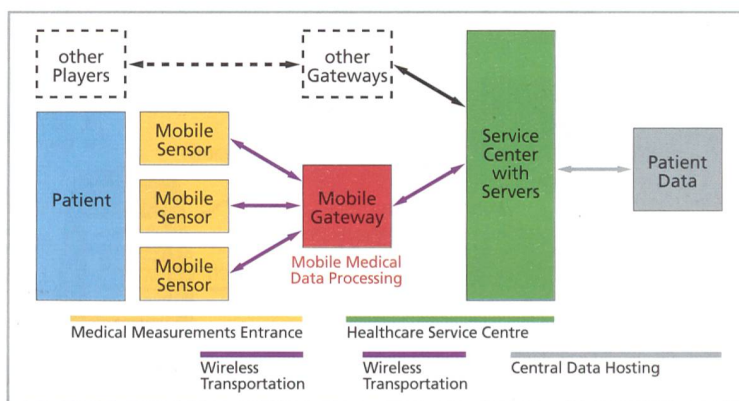 other
Players
other
Gateways
Patient
Mobile
Sensor
Mobile
Sensor
Mobile
Sensor
Mobile
Gateway
Mobile Medical
Data Processing
Service
Center
with
Servers
Patient
Data
Medical Measurements Entrance
Healthcare Service Centre
Wireless
Transportation
Wireless
Transportation
Central Data Hosting